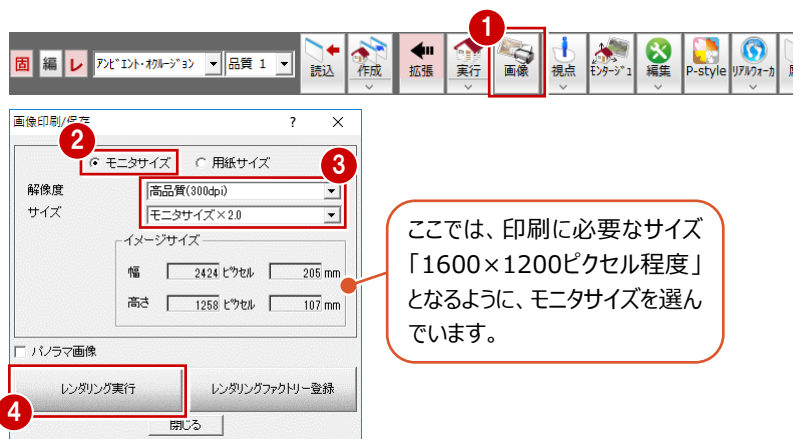 1
固 編 レ ｱﾝﾋﾞｴﾝﾄ・ｵｸﾙｰｼﾞｮﾝ 品質 1 読込 作成 拡張 実行 画像 視点 ﾓﾝﾀｰｼﾞｭ 編集 P-style ﾘｱﾙｳｫｰｶ
画像印刷/保存 ? ×
2
モニタサイズ 用紙サイズ
3
解像度 高品質(300dpi)
サイズ モニタサイズ×2.0
イメージサイズ
幅 2424 ﾋﾟｸｾﾙ 205 mm
高さ 1258 ﾋﾟｸｾﾙ 107 mm
パノラマ画像
レンダリング実行 レンダリングファクトリー登録
4
閉じる
ここでは、印刷に必要なサイズ
「1600×1200ピクセル程度」
となるように、モニタサイズを選ん
でいます。